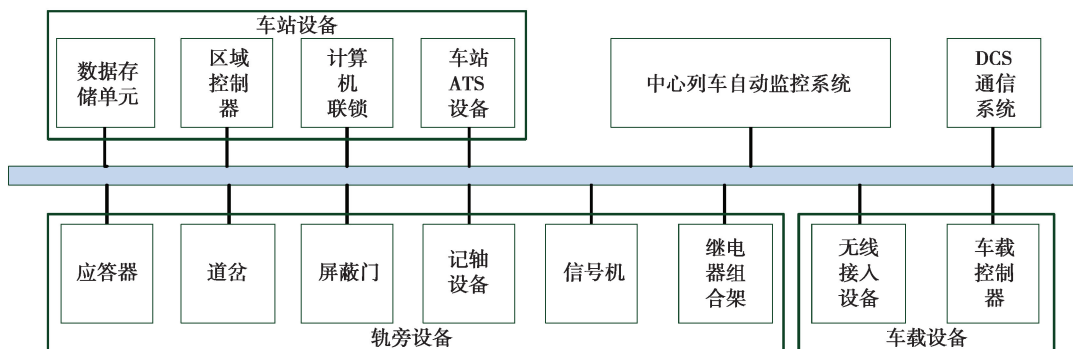 车站设备
数据存
储单元
区域
控制
器
计算
机
联锁
车站
ATS
设备
中心列车自动监控系统
DCS
通信
系统
应答器
道岔
屏蔽门
记轴
设备
信号机
继电
器组
合架
无线
接入
设备
车载
控制
器
轨旁设备
车载设备